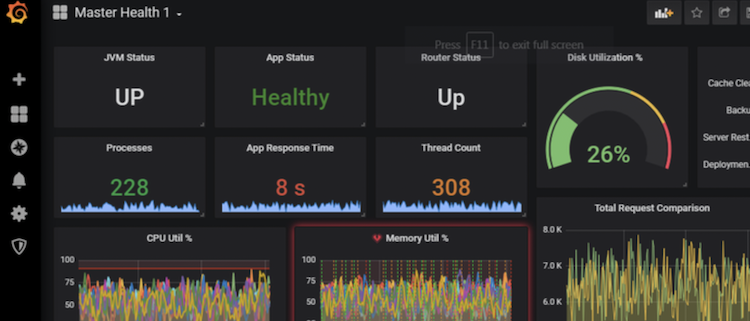 Master Health 1
Press F11 to exit full screen
JVM Status
UP
App Status
Healthy
Router Status
Up
Disk Utilization %
26%
Cache Clea
Backu
Server Rest
Deploymen..
Processes
228
App Response Time
8 s
Thread Count
308
CPU Util %
100
75
50
Memory Util %
100
75
50
Total Request Comparison
8.0 K
7.0 K
6.0 K